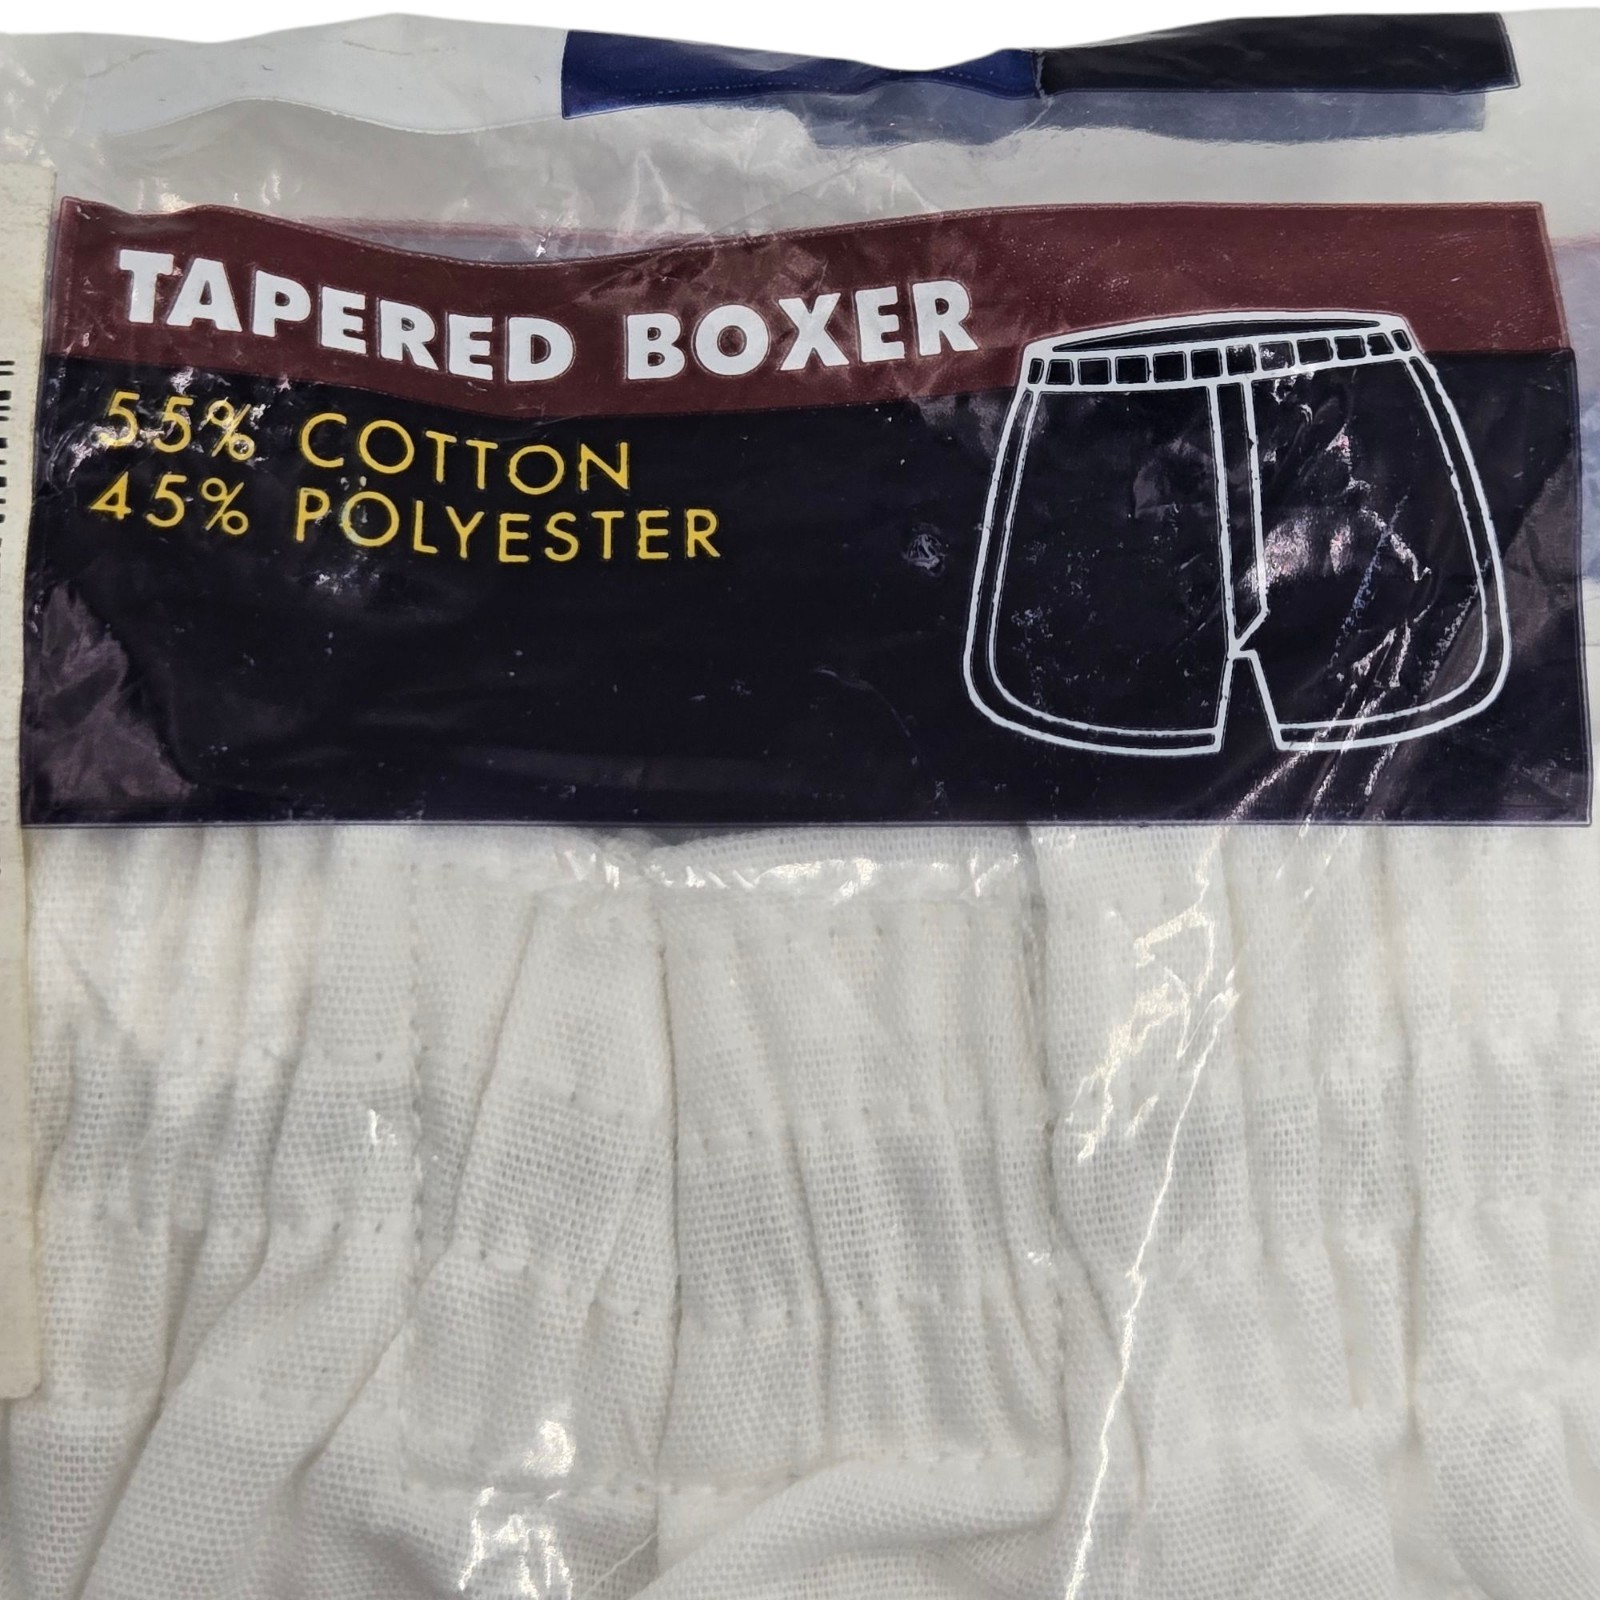 TAPERED BOXER
55% COTTON
45% POLYESTER